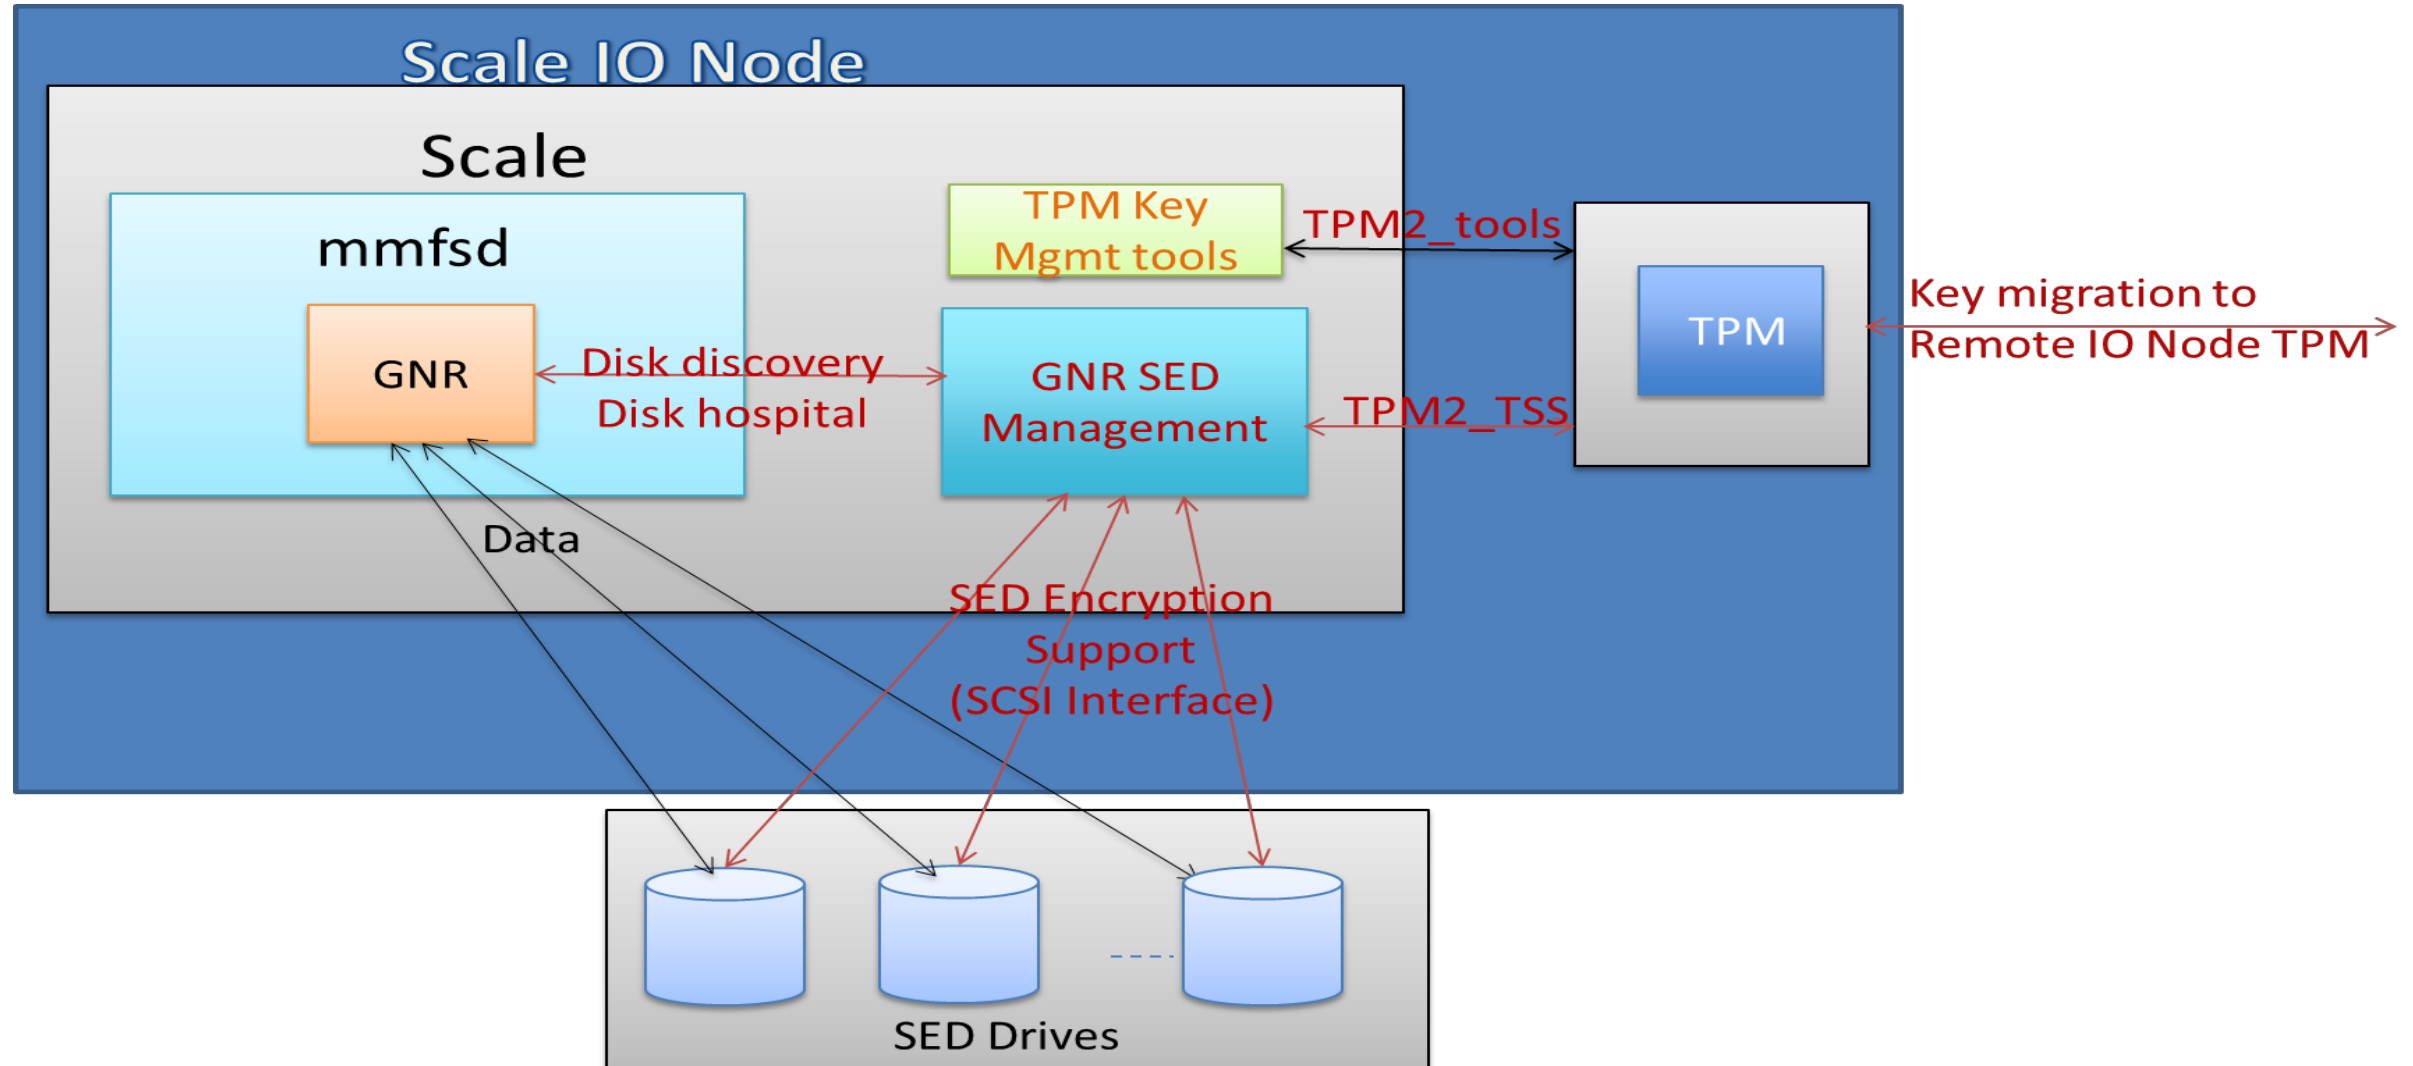 Scale IO Node
Scale
mmfsd
GNR
Disk discovery
Disk hospital
TPM Key
Mgmt tools
GNR SED
Management
TPM2_tools
TPM2_TSS
TPM
Key migration to
Remote IO Node TPM
Data
SED Encryption
Support
(SCSI Interface)
SED Drives